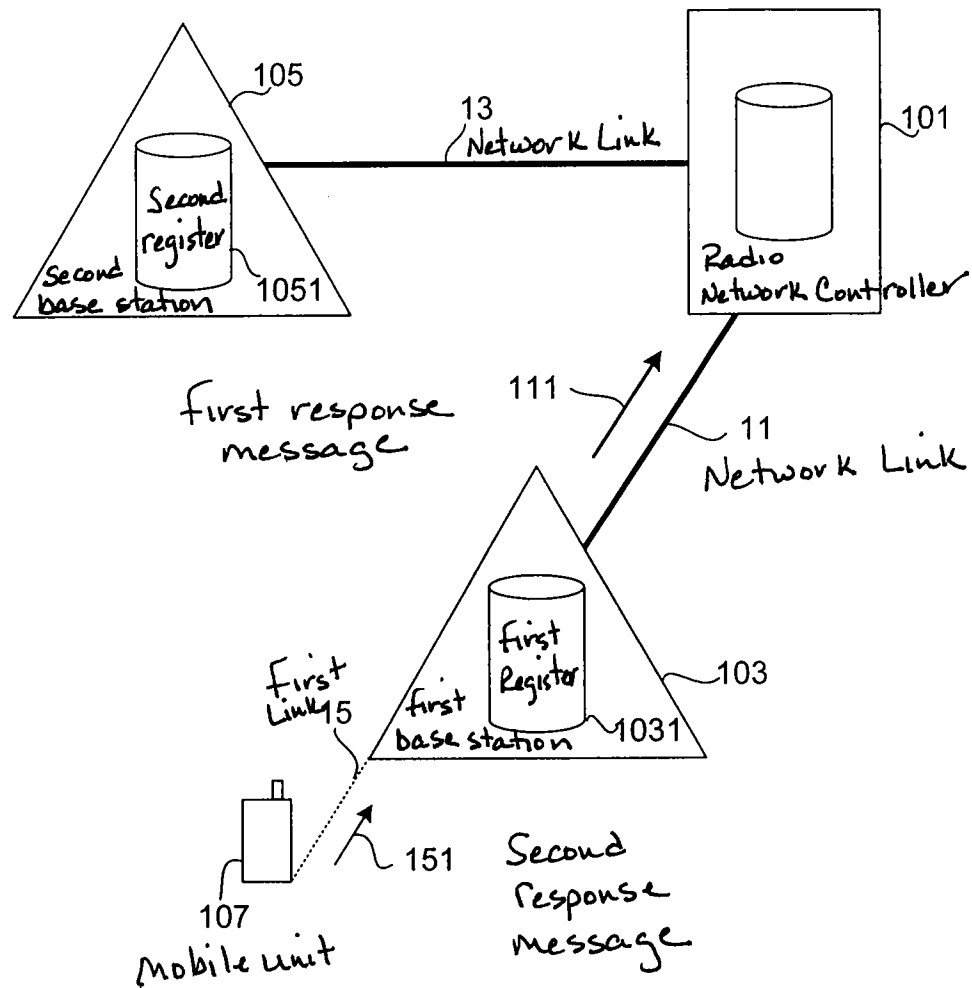 105
13
Network Link
101
Second
register
Second
base station
1051
Radio
Network Controller
First response
message
111
11
Network Link
First
Link
15
First
Register
First
base station
1031
103
151
107
Mobile unit
Second
response
message